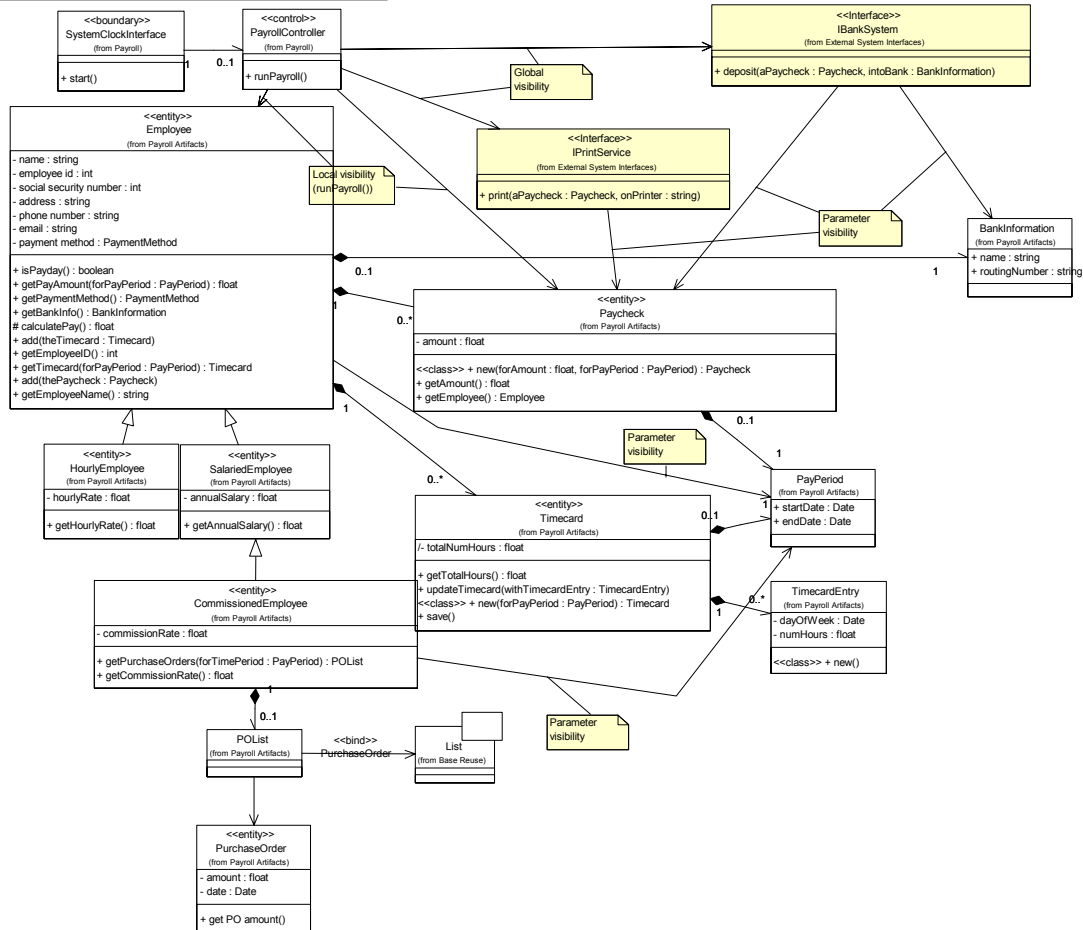 <<boundary>>
SystemClockInterface
(from Payroll)
+ start()
1
0..1
<<control>>
PayrollController
(from Payroll)
+ runPayroll()
<<Interface>>
IBankSystem
(from External System Interfaces)
+ deposit(aPaycheck : Paycheck, intoBank : BankInformation)
Global
visibility
<<entity>>
Employee
(from Payroll Artifacts)
- name : string
- employee id : int
- social security number : int
- address : string
- phone number : string
- email : string
- payment method : PaymentMethod
+ isPayday() : boolean
+ getPayAmount(forPayPeriod : PayPeriod) : float
+ getPaymentMethod() : PaymentMethod
+ getBankInfo() : BankInformation
# calculatePay() : float
+ add(theTimecard : Timecard)
+ getEmployeeID() : int
+ getTimecard(forPayPeriod : PayPeriod) : Timecard
+ add(thePaycheck : Paycheck)
+ getEmployeeName() : string
Local visibility
(runPayroll())
<<Interface>>
IPrintService
(from External System Interfaces)
+ print(aPaycheck : Paycheck, onPrinter : string)
Parameter
visibility
BankInformation
(from Payroll Artifacts)
+ name : string
+ routingNumber : string
0..1
1
1
0..*
<<entity>>
Paycheck
(from Payroll Artifacts)
- amount : float
<<class>> + new(forAmount : float, forPayPeriod : PayPeriod) : Paycheck
+ getAmount() : float
+ getEmployee() : Employee
1
0..*
0..1
1
Parameter
visibility
<<entity>>
HourlyEmployee
(from Payroll Artifacts)
- hourlyRate : float
+ getHourlyRate() : float
<<entity>>
SalariedEmployee
(from Payroll Artifacts)
- annualSalary : float
+ getAnnualSalary() : float
PayPeriod
(from Payroll Artifacts)
+ startDate : Date
+ endDate : Date
<<entity>>
Timecard
(from Payroll Artifacts)
/- totalNumHours : float
+ getTotalHours() : float
+ updateTimecard(withTimecardEntry : TimecardEntry)
<<class>> + new(forPayPeriod : PayPeriod) : Timecard
+ save()
0..1
1
1
0..*
TimecardEntry
(from Payroll Artifacts)
- dayOfWeek : Date
- numHours : float
<<class>> + new()
<<entity>>
CommissionedEmployee
(from Payroll Artifacts)
- commissionRate : float
+ getPurchaseOrders(forTimePeriod : PayPeriod) : POList
+ getCommissionRate() : float
1
0..1
Parameter
visibility
POList
(from Payroll Artifacts)
<<bind>>
PurchaseOrder
List
(from Base Reuse)
<<entity>>
PurchaseOrder
(from Payroll Artifacts)
- amount : float
- date : Date
+ get PO amount()